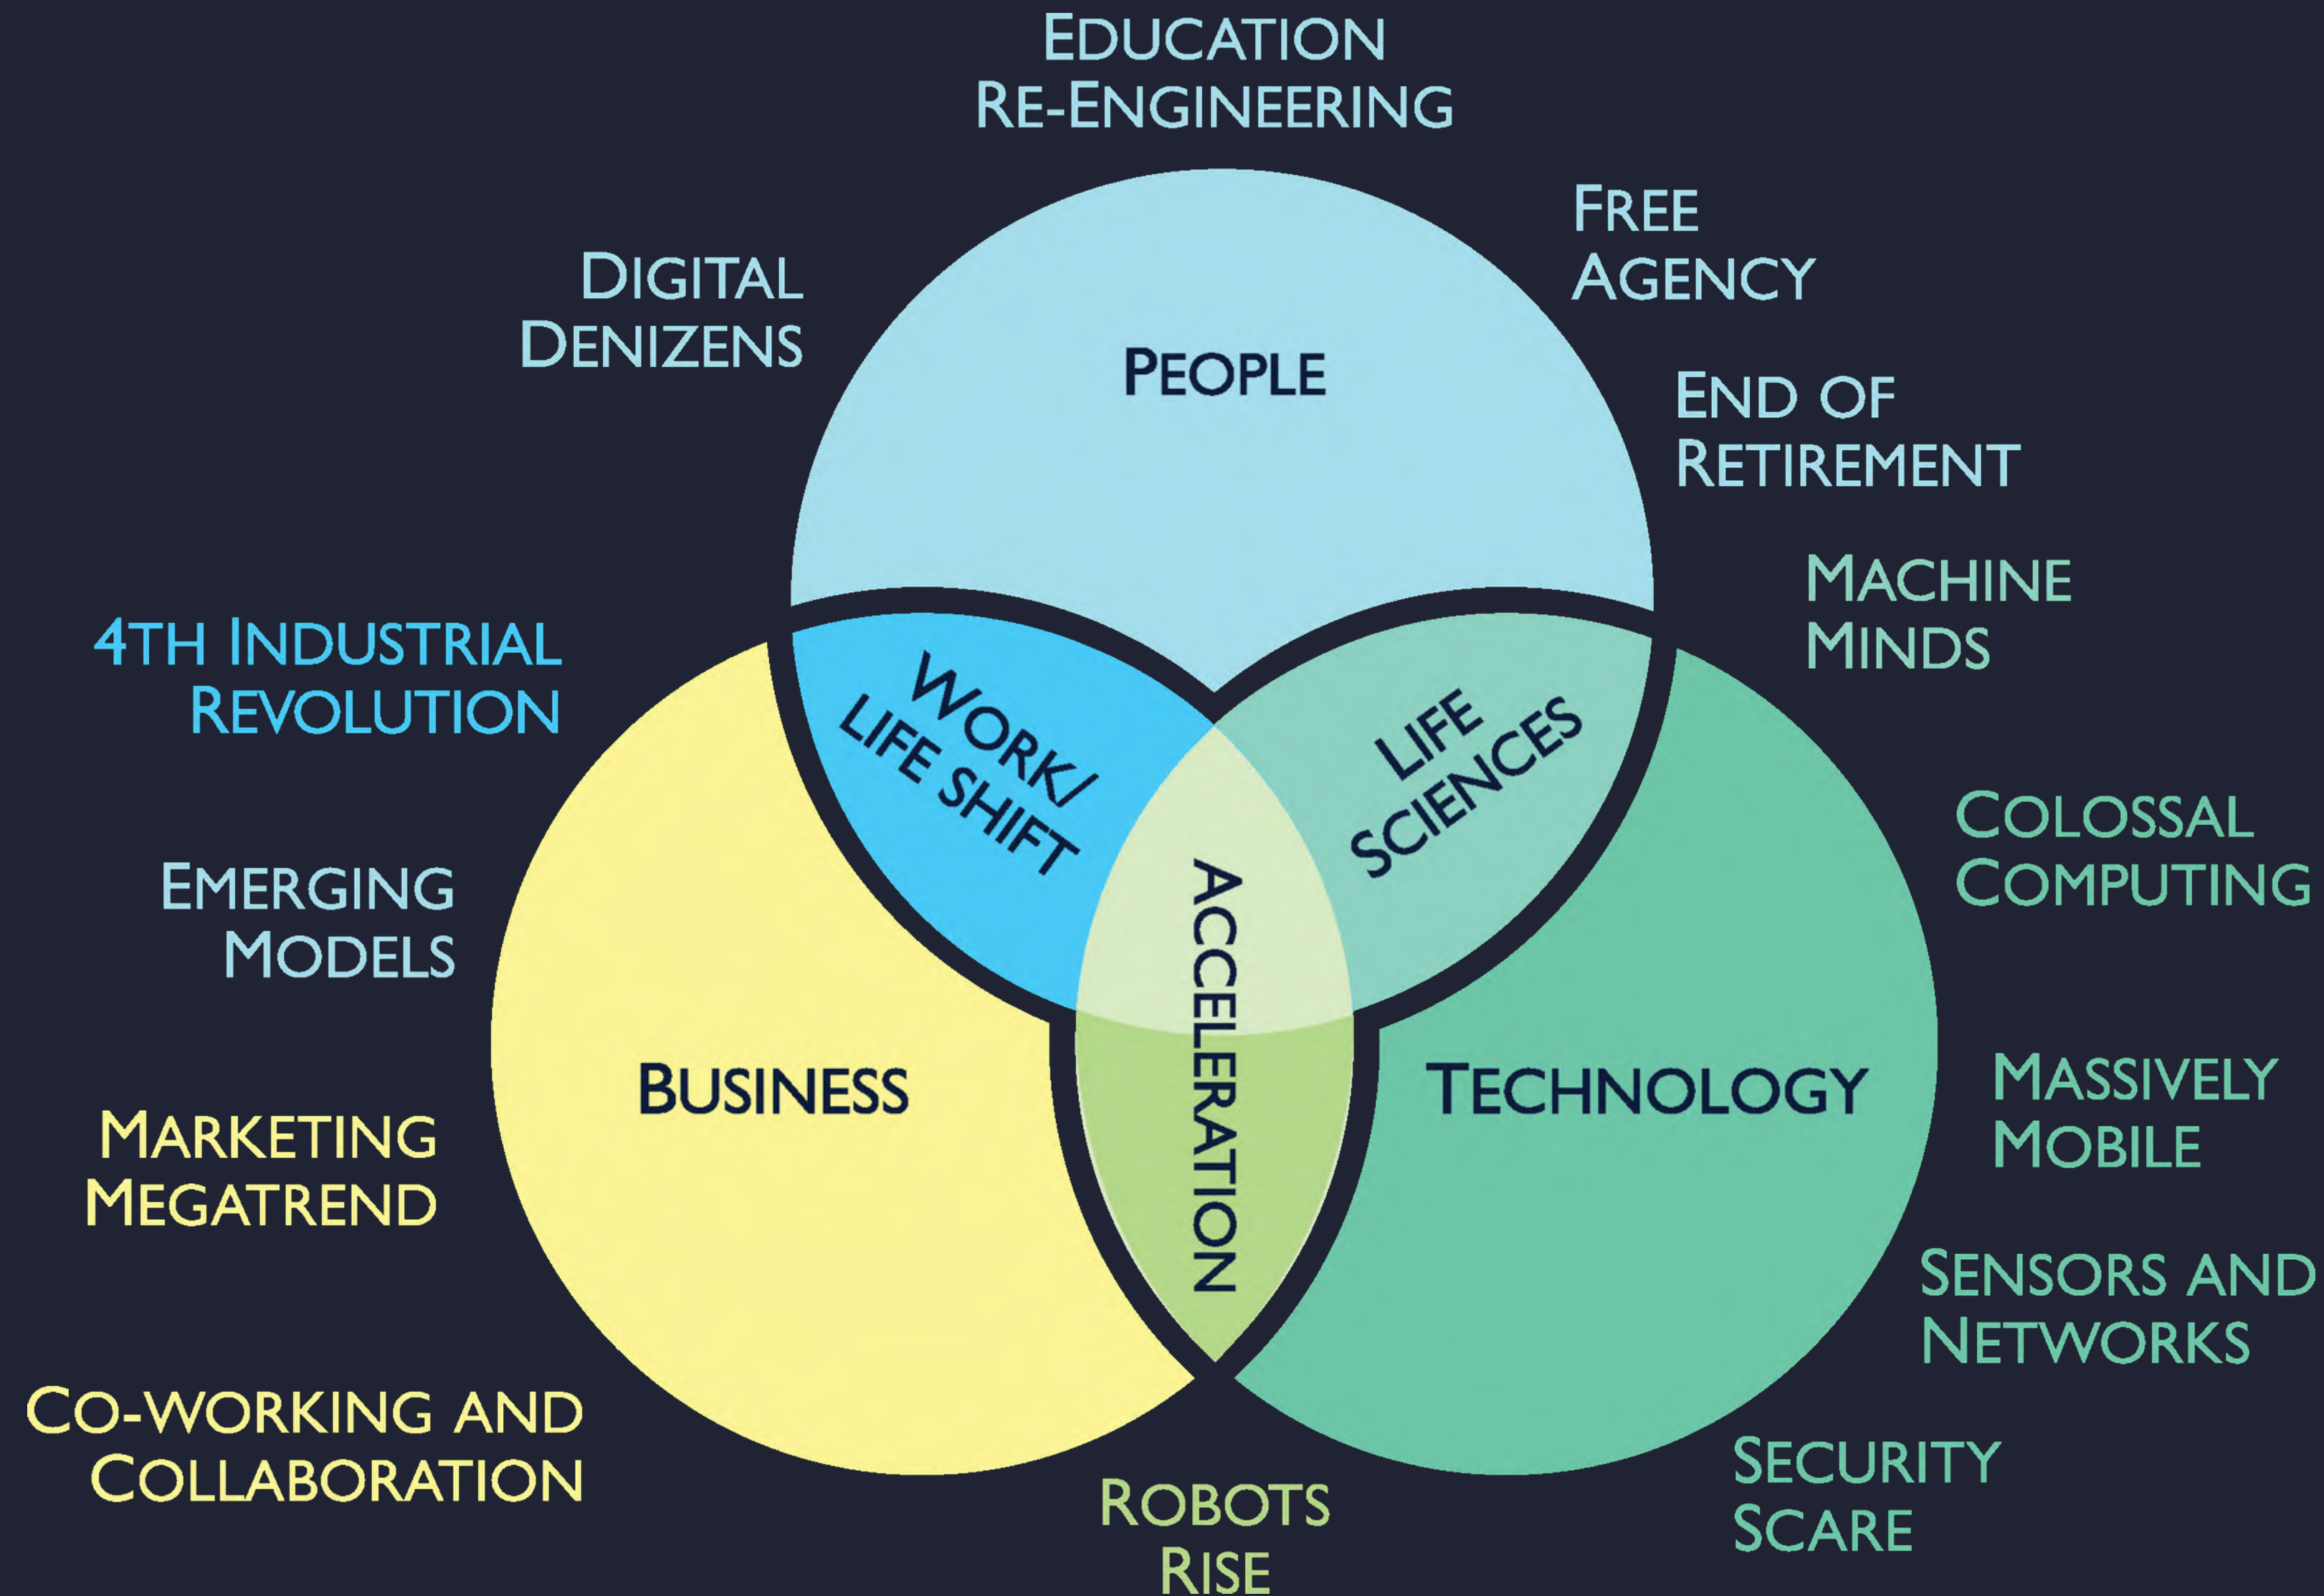 EDUCATION
RE-ENGINEERING
FREE
AGENCY
DIGITAL
DENIZENS
PEOPLE
END OF
RETIREMENT
MACHINE
MINDS
4TH INDUSTRIAL
REVOLUTION
WORK/
LIFE SHIFT
LIFE
SCIENCES
COLOSSAL
COMPUTING
EMERGING
MODELS
ACCELERATION
BUSINESS
TECHNOLOGY
MASSIVELY
MOBILE
MARKETING
MEGATREND
SENSORS AND
NETWORKS
CO-WORKING AND
COLLABORATION
SECURITY
SCARE
ROBOTS
RISE